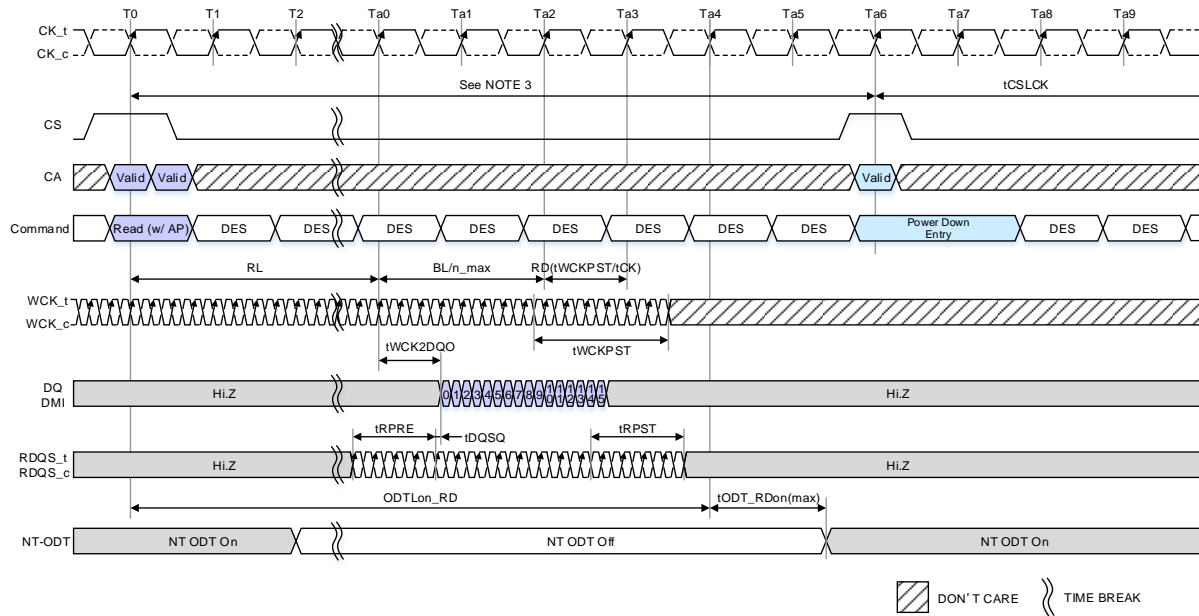 T0 T1 T2 Ta0 Ta1 Ta2 Ta3 Ta4 Ta5 Ta6 Ta7 Ta8 Ta9
CK_t
CK_c
See NOTE 3 tCSLCK
CS
CA Valid Valid Valid
Command Read (w/ AP) DES DES DES DES DES DES DES DES Power Down Entry DES DES
RL BL/n_max RD(tWCKPST/tCK)
WCK_t
WCK_c
tWCK2DQO tWCKPST
DQ
DMI
Hi.Z 0 1 2 3 4 5 6 7 8 9 10 11 12 13 14 15 Hi.Z
tRPRE tDQSQ tRPST
RDQS_t
RDQS_c
Hi.Z Hi.Z
ODTLon_RD tODT_RDon(max)
NT-ODT NT ODT On NT ODT Off NT ODT On
DON'T CARE TIME BREAK